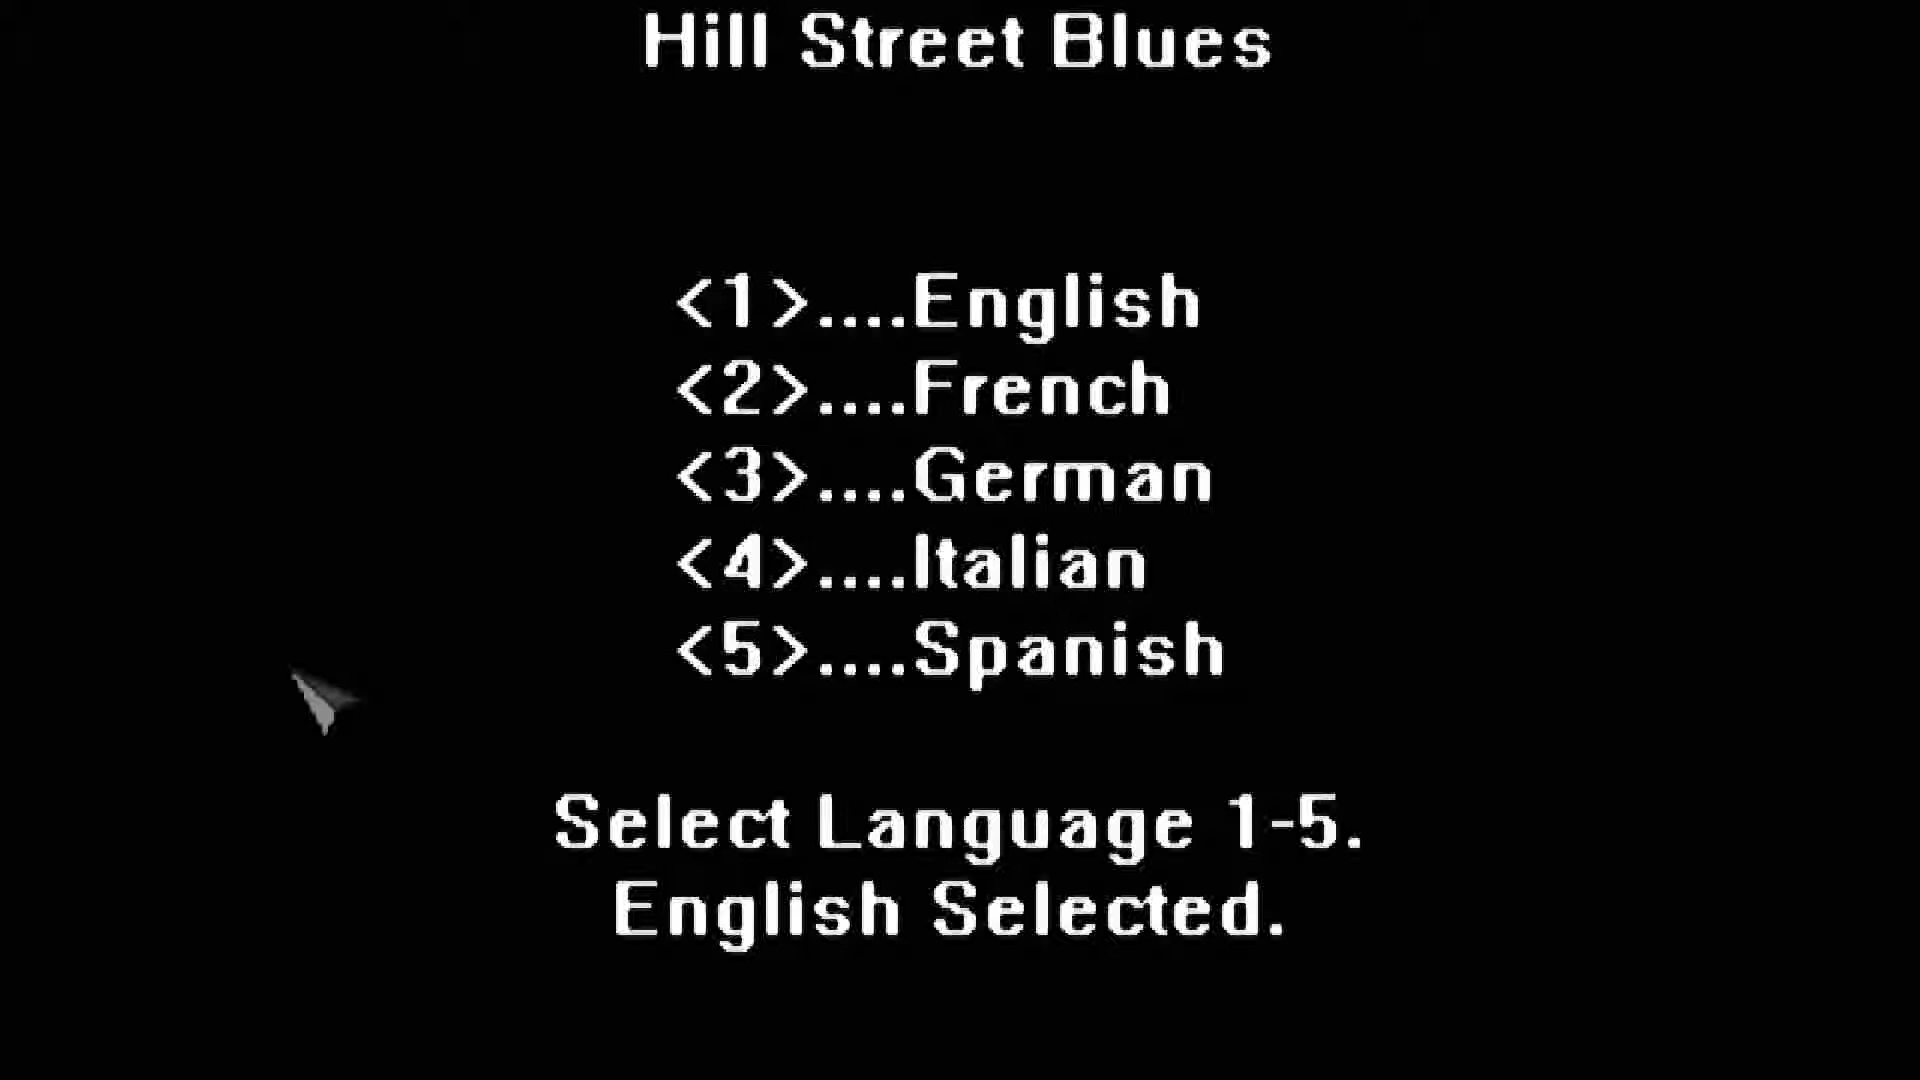 Hill Street Blues
<1>....English
<2>....French
<3>....German
<4>....Italian
<5>....Spanish
Select Language 1-5.
English Selected.